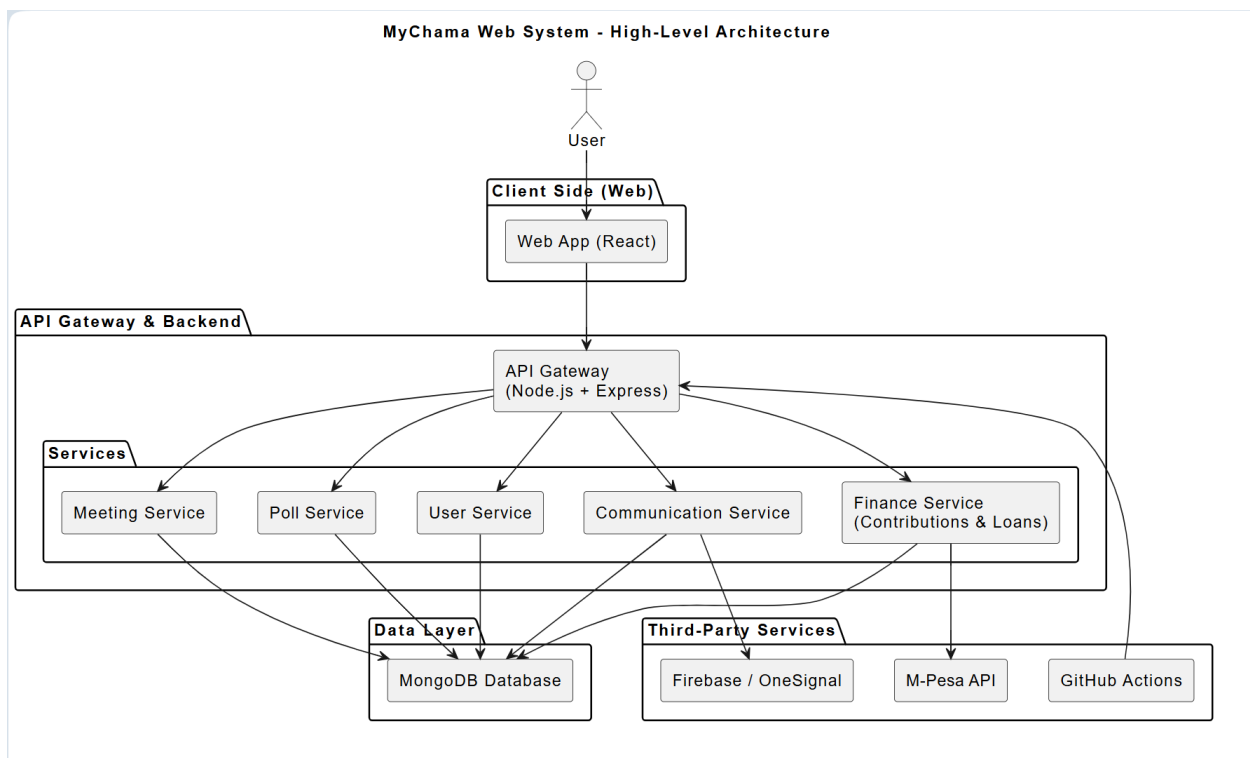 MyChama Web System - High-Level Architecture
User
Client Side (Web)
Web App (React)
API Gateway & Backend
API Gateway
(Node.js + Express)
Services
Meeting Service
Poll Service
User Service
Communication Service
Finance Service
(Contributions & Loans)
Data Layer
MongoDB Database
Third-Party Services
Firebase / OneSignal
M-Pesa API
GitHub Actions